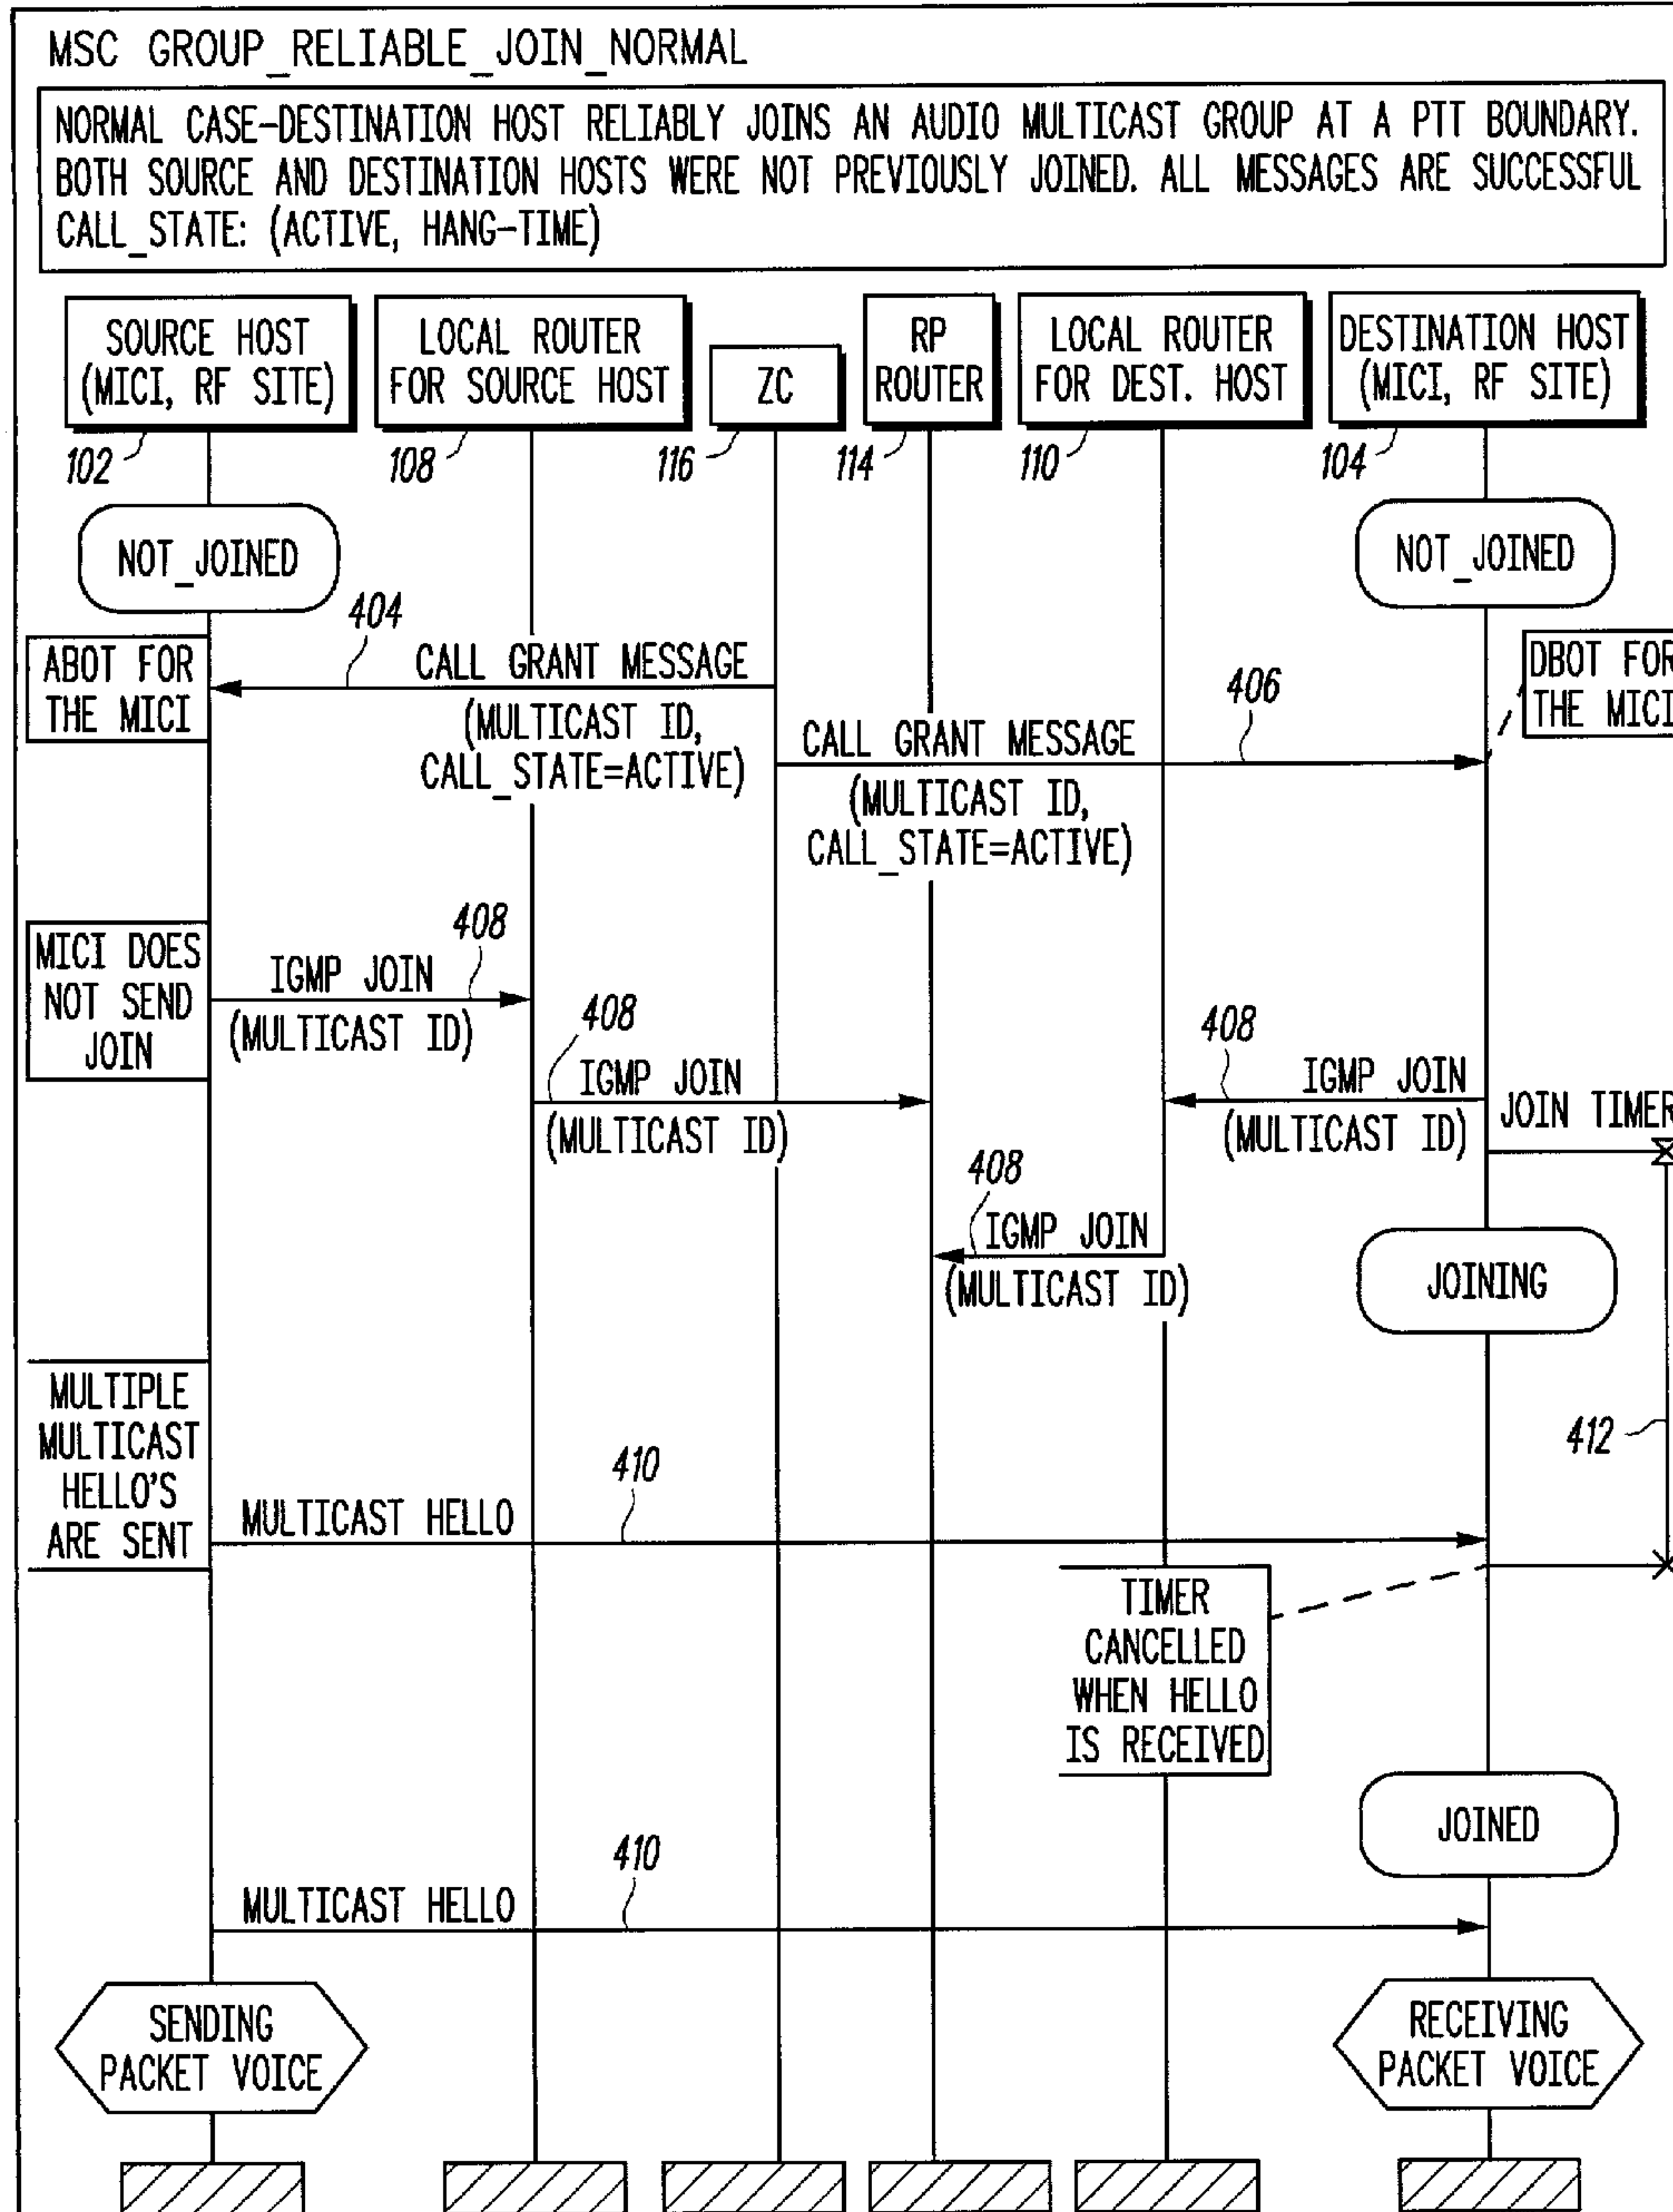 MSC GROUP_RELIABLE_JOIN_NORMAL
NORMAL CASE-DESTINATION HOST RELIABLY JOINS AN AUDIO MULTICAST GROUP AT A PTT BOUNDARY.
BOTH SOURCE AND DESTINATION HOSTS WERE NOT PREVIOUSLY JOINED. ALL MESSAGES ARE SUCCESSFUL
CALL_STATE: (ACTIVE, HANG-TIME)
SOURCE HOST
(MICI, RF SITE)
LOCAL ROUTER
FOR SOURCE HOST
ZC
RP
ROUTER
LOCAL ROUTER
FOR DEST. HOST
DESTINATION HOST
(MICI, RF SITE)
102
108
116
114
110
104
NOT_JOINED
NOT_JOINED
404
ABOT FOR
THE MICI
CALL GRANT MESSAGE
(MULTICAST ID,
CALL_STATE=ACTIVE)
406
DBOT FOR
THE MICI
CALL GRANT MESSAGE
(MULTICAST ID,
CALL_STATE=ACTIVE)
MICI DOES
NOT SEND
JOIN
408
IGMP JOIN
(MULTICAST ID)
408
IGMP JOIN
(MULTICAST ID)
408
IGMP JOIN
(MULTICAST ID)
JOIN TIMER
408
IGMP JOIN
(MULTICAST ID)
JOINING
MULTIPLE
MULTICAST
HELLO'S
ARE SENT
412
410
MULTICAST HELLO
TIMER
CANCELLED
WHEN HELLO
IS RECEIVED
JOINED
410
MULTICAST HELLO
SENDING
PACKET VOICE
RECEIVING
PACKET VOICE